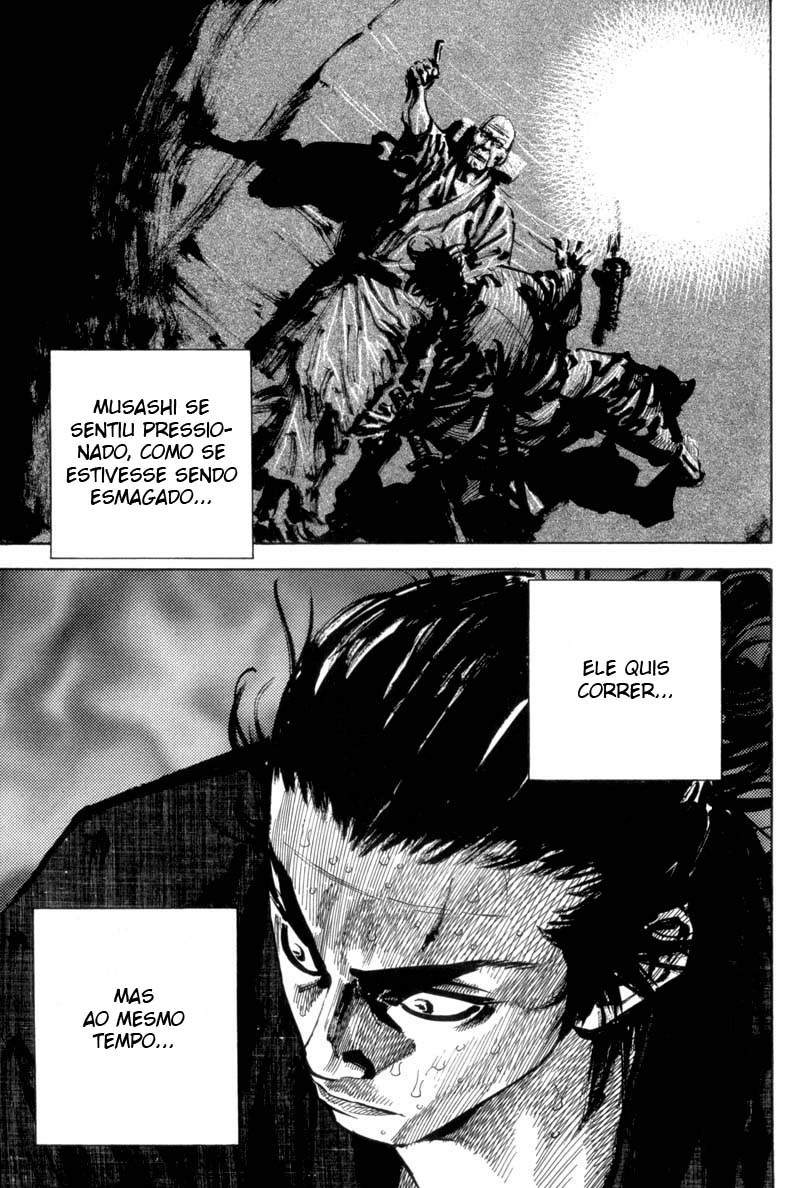 MUSASHI SE
SENTIU PRESSIO-
NADO, COMO SE
ESTIVESSE SENDO
ESMAGADO...
ELE QUIS
CORRER...
MAS
AO MESMO
TEMPO...